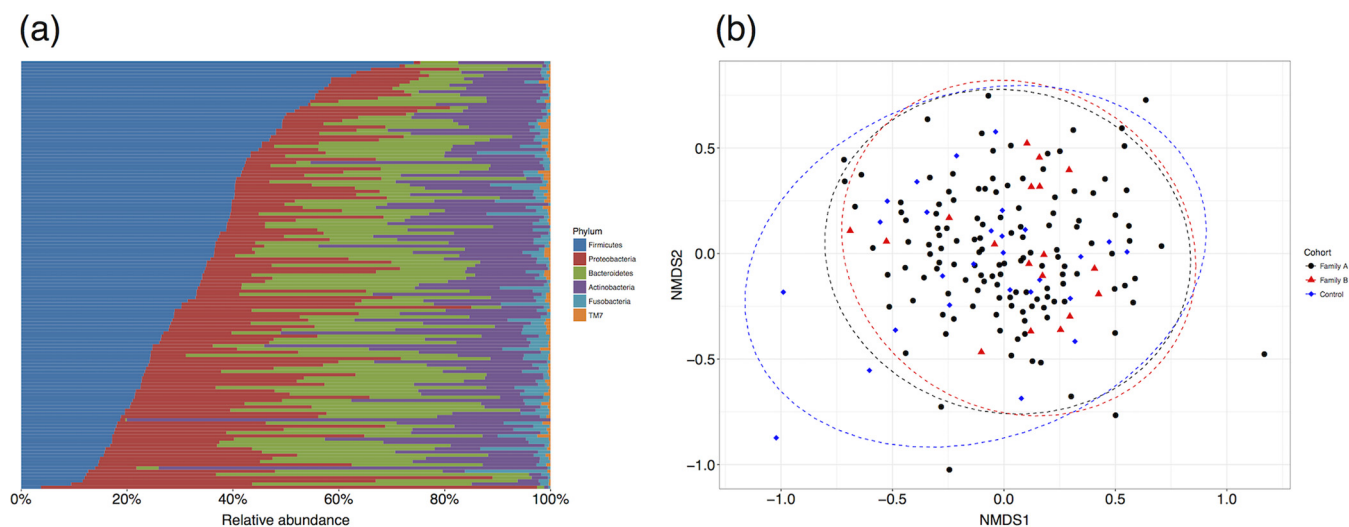 (a)
Phylum
Firmicutes
Proteobacteria
Bacteroidetes
Actinobacteria
Fusobacteria
TM7
0%
20%
40%
60%
80%
100%
Relative abundance
(b)
NMDS2
0.5
0.0
−0.5
−1.0
−1.0
−0.5
0.0
0.5
1.0
NMDS1
Cohort
Family A
Family B
Control